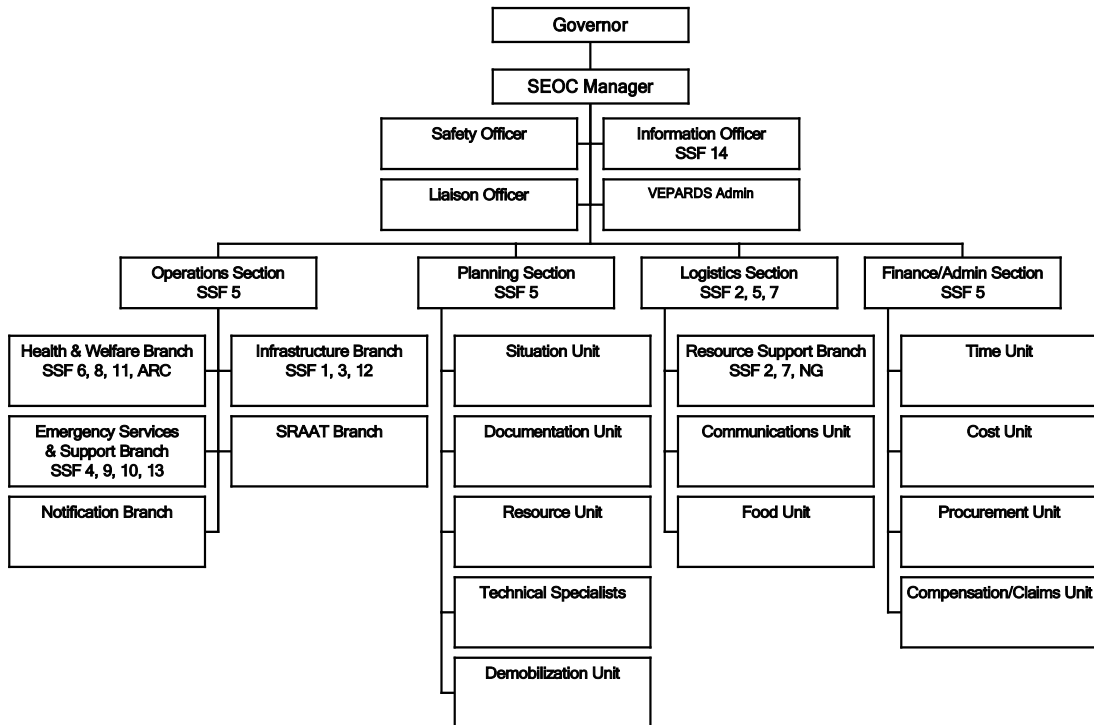 Governor
SEOC Manager
Safety Officer
Information Officer
SSF 14
Liaison Officer
VEPARDS Admin
Operations Section
SSF 5
Planning Section
SSF 5
Logistics Section
SSF 2, 5, 7
Finance/Admin Section
SSF 5
Health & Welfare Branch
SSF 6, 8, 11, ARC
Infrastructure Branch
SSF 1, 3, 12
Emergency Services
& Support Branch
SSF 4, 9, 10, 13
SRAAT Branch
Notification Branch
Situation Unit
Documentation Unit
Resource Unit
Technical Specialists
Demobilization Unit
Resource Support Branch
SSF 2, 7, NG
Communications Unit
Food Unit
Time Unit
Cost Unit
Procurement Unit
Compensation/Claims Unit